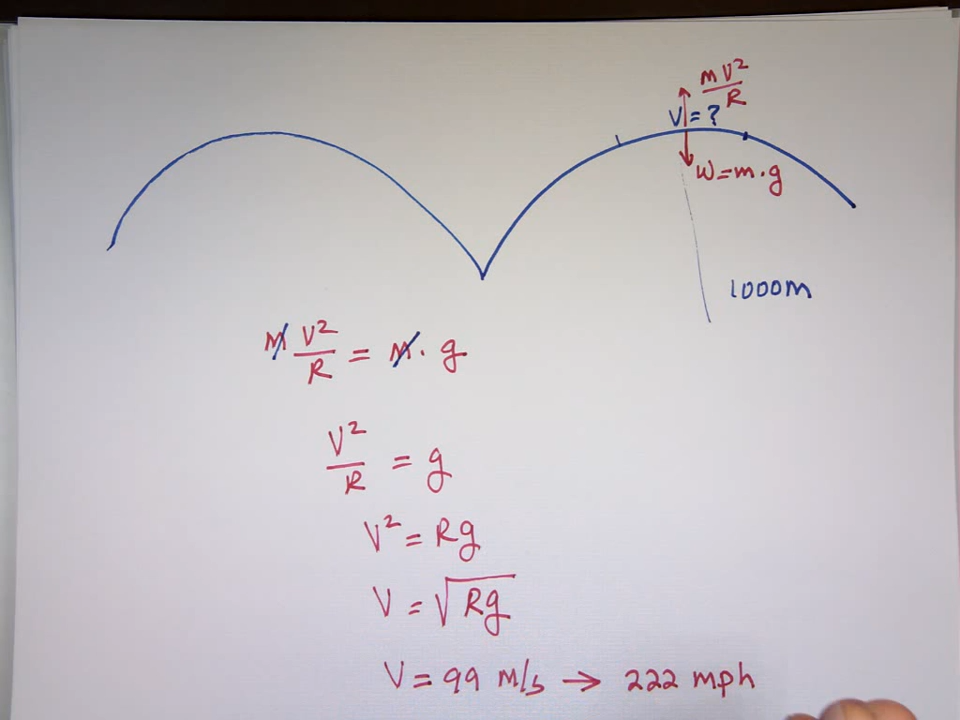 mv²/R
V = ?
W = m · g
1000m
m v²/R = m · g
v²/R = g
v² = Rg
v = √Rg
v = 99 m/s → 222 mph